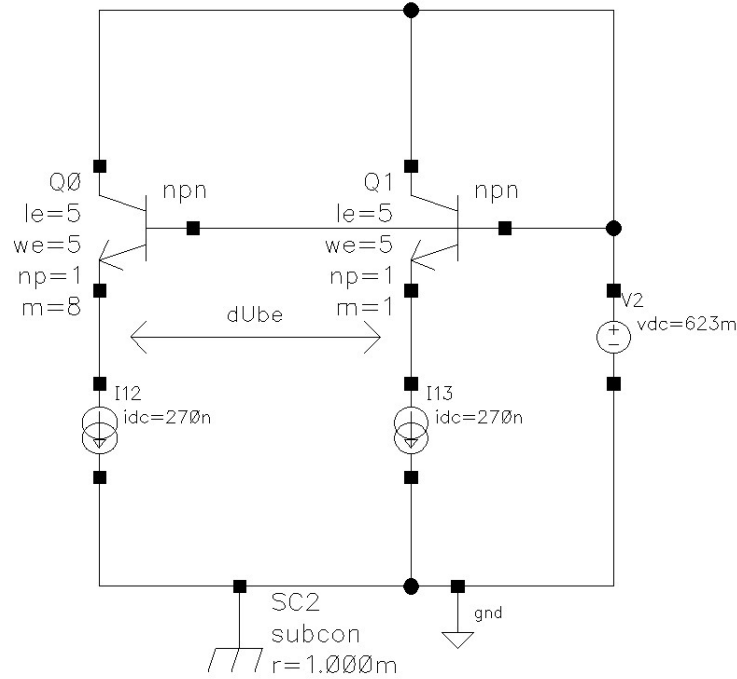 Q0
npn
le=5
we=5
np=1
m=8
Q1
npn
le=5
we=5
np=1
m=1
dUbe
V2
+
−
vdc=623m
I12
idc=270n
I13
idc=270n
SC2
subcon
r=1.000m
gnd